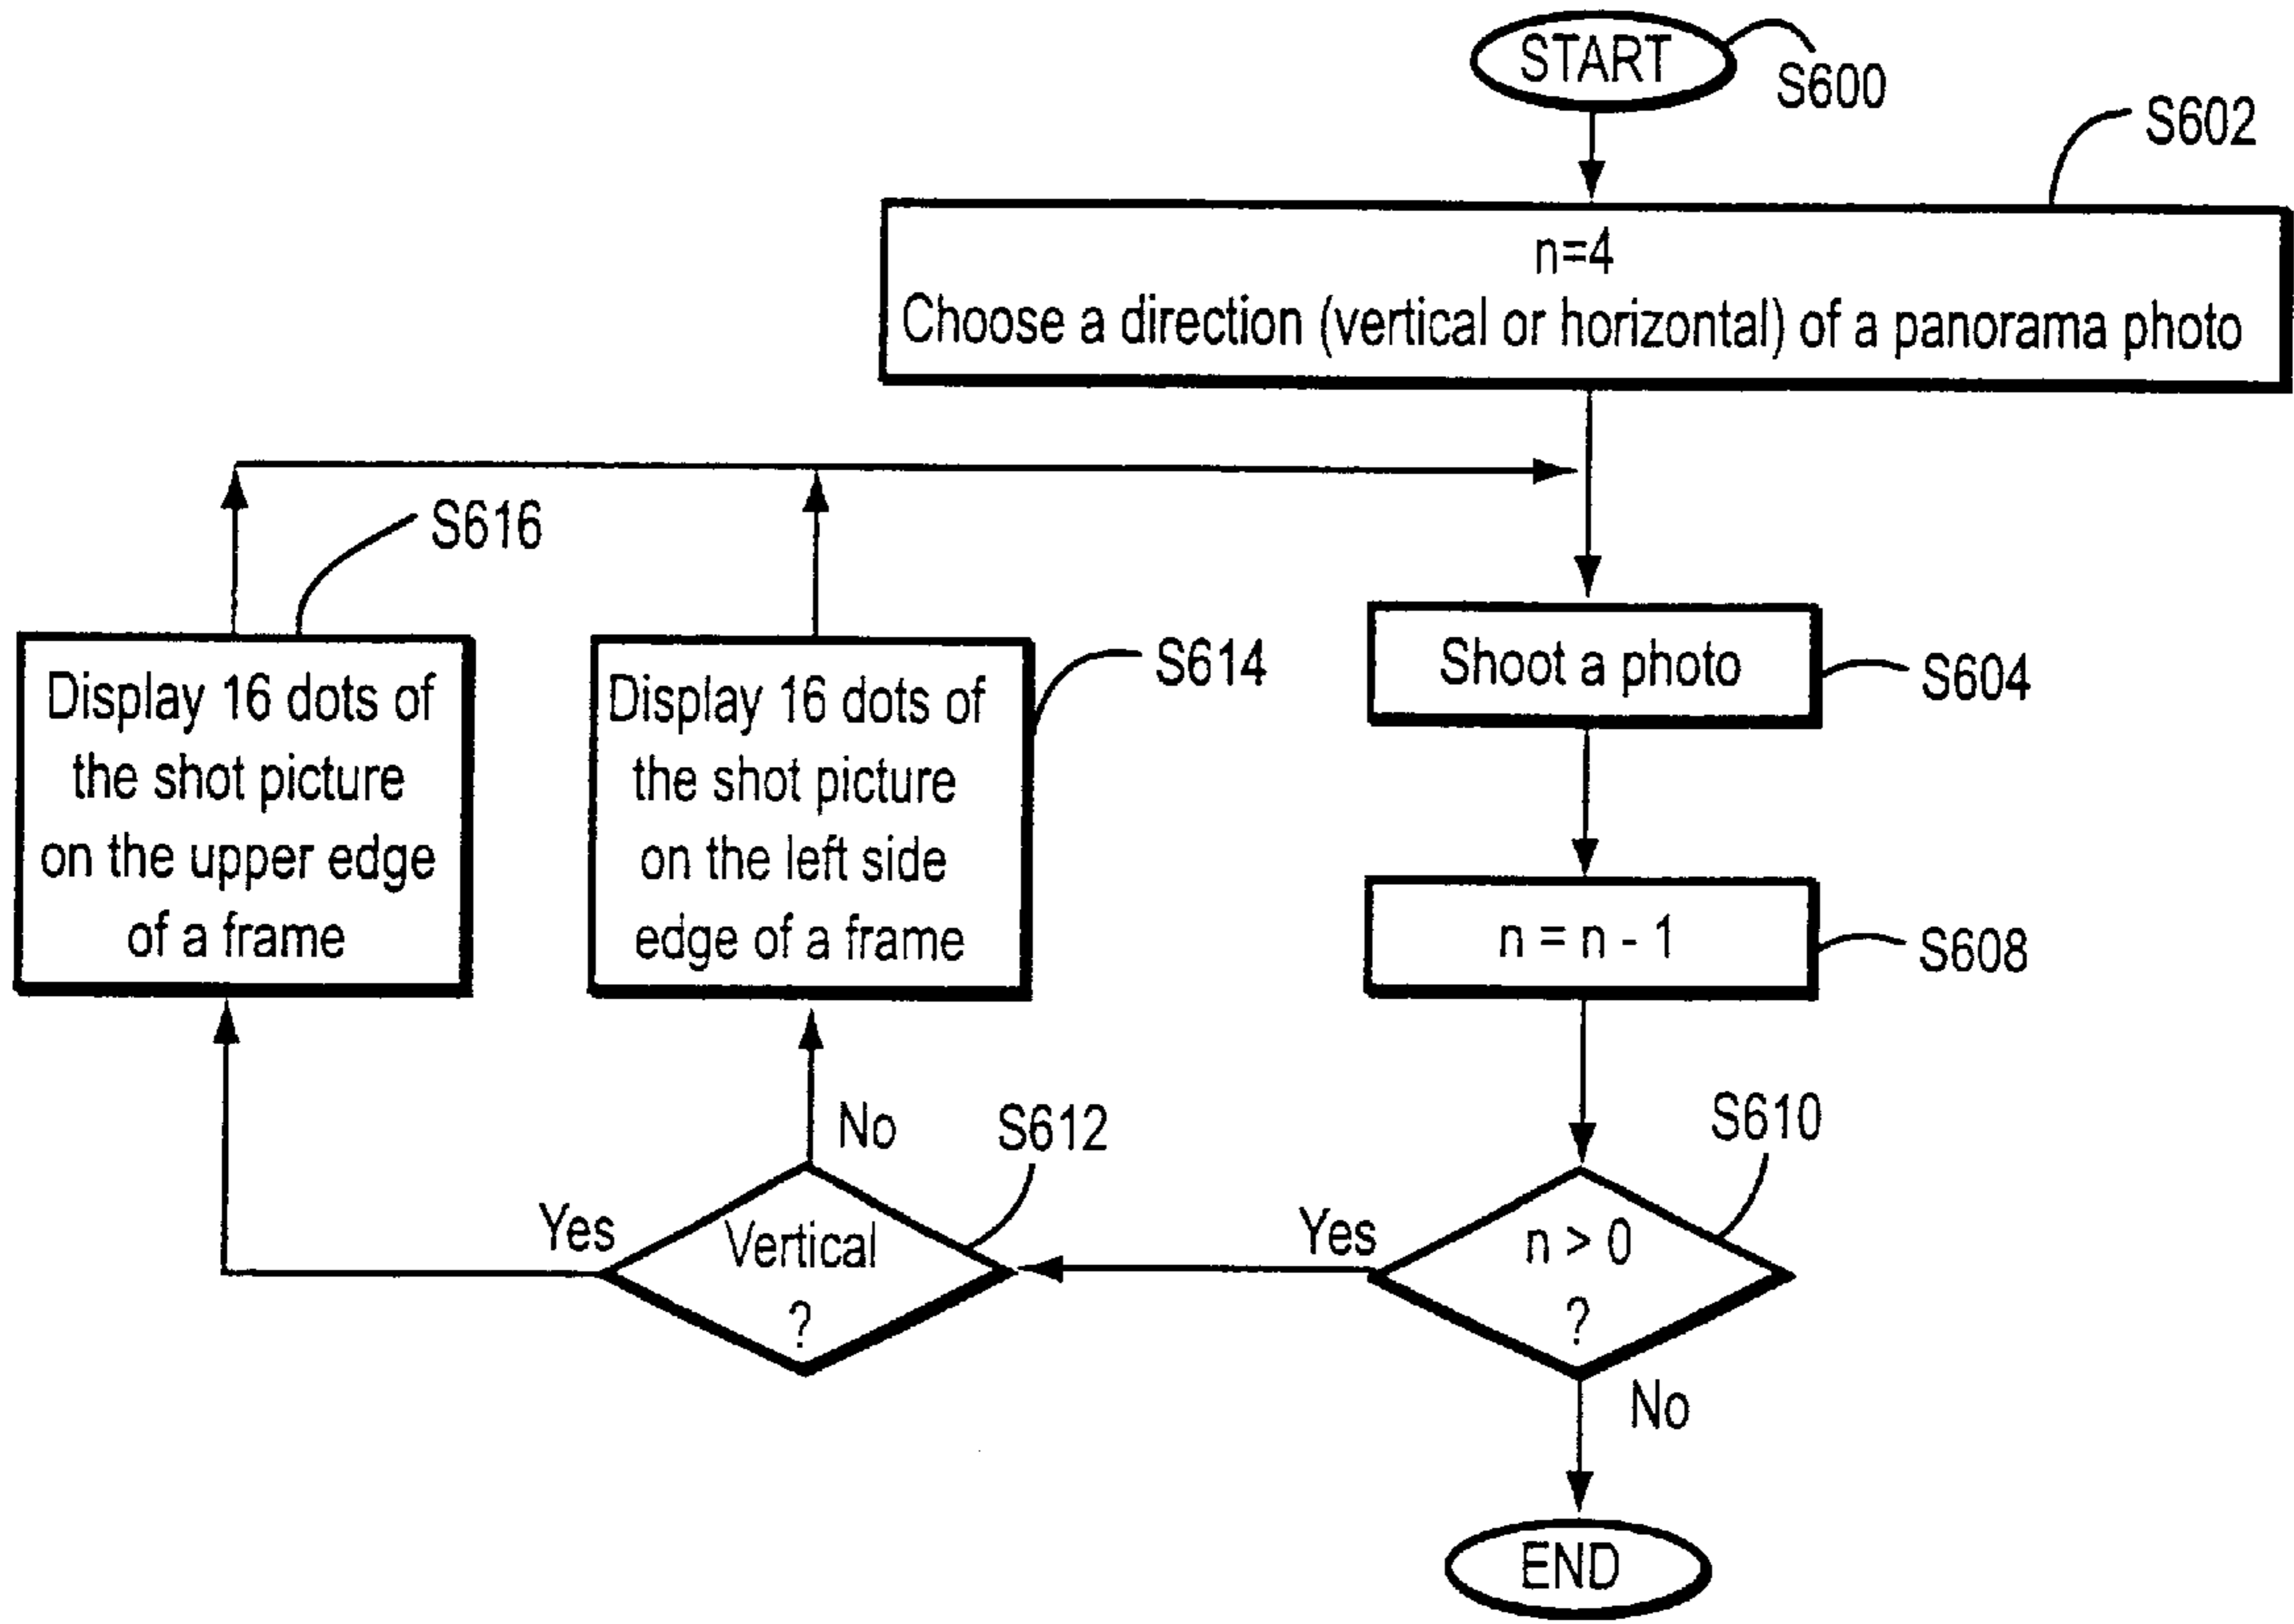 START
S600
S602
n=4
Choose a direction (vertical or horizontal) of a panorama photo
S616
Display 16 dots of
the shot picture
on the upper edge
of a frame
S614
Display 16 dots of
the shot picture
on the left side
edge of a frame
Shoot a photo
S604
n = n - 1
S608
No
S612
S610
Yes
Vertical
?
Yes
n > 0
?
No
END